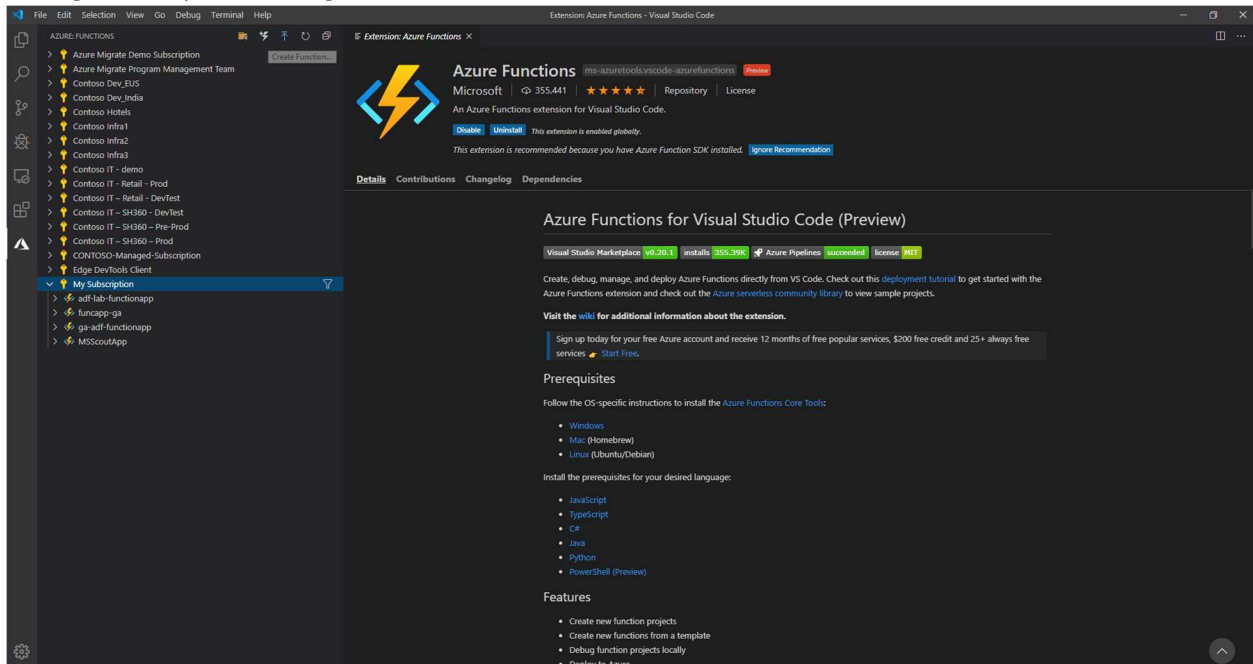 File Edit Selection View Go Debug Terminal Help
Extension: Azure Functions - Visual Studio Code
AZURE: FUNCTIONS
Create Function...
Azure Migrate Demo Subscription
Azure Migrate Program Management Team
Contoso Dev_EUS
Contoso Dev_India
Contoso Hotels
Contoso Infra1
Contoso Infra2
Contoso Infra3
Contoso IT - demo
Contoso IT - Retail - Prod
Contoso IT – Retail - DevTest
Contoso IT – SH360 - DevTest
Contoso IT – SH360 – Pre-Prod
Contoso IT – SH360 – Prod
CONTOSO-Managed-Subscription
Edge DevTools Client
My Subscription
adf-lab-functionapp
funcapp-ga
ga-adf-functionapp
MSScoutApp
Extension: Azure Functions
Azure Functions ms-azuretools.vscode-azurefunctions Preview
Microsoft 355,441 Repository License
An Azure Functions extension for Visual Studio Code.
Disable Uninstall This extension is enabled globally.
This extension is recommended because you have Azure Function SDK installed. Ignore Recommendation
Details Contributions Changelog Dependencies
Azure Functions for Visual Studio Code (Preview)
Visual Studio Marketplace v0.20.1 installs 355.39K Azure Pipelines succeeded license MIT
Create, debug, manage, and deploy Azure Functions directly from VS Code. Check out this deployment tutorial to get started with the
Azure Functions extension and check out the Azure serverless community library to view sample projects.
Visit the wiki for additional information about the extension.
Sign up today for your free Azure account and receive 12 months of free popular services, $200 free credit and 25+ always free
services Start Free.
Prerequisites
Follow the OS-specific instructions to install the Azure Functions Core Tools:
Windows
Mac (Homebrew)
Linux (Ubuntu/Debian)
Install the prerequisites for your desired language:
JavaScript
TypeScript
C#
Java
Python
PowerShell (Preview)
Features
Create new function projects
Create new functions from a template
Debug function projects locally
Deploy to Azure